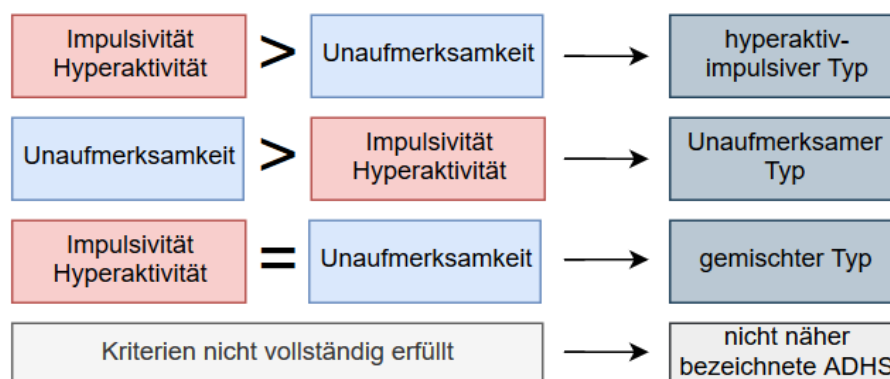 Impulsivität
Hyperaktivität
>
Unaufmerksamkeit
hyperaktiv-
impulsiver Typ
Unaufmerksamkeit
>
Impulsivität
Hyperaktivität
Unaufmerksamer
Typ
Impulsivität
Hyperaktivität
=
Unaufmerksamkeit
gemischter Typ
Kriterien nicht vollständig erfüllt
nicht näher
bezeichnete ADHS